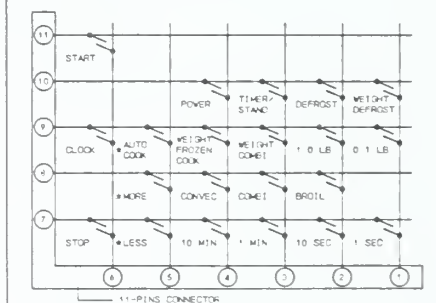 11
START
10
POWER TIMER/ STAND DEFROST WEIGHT DEFROST
9
CLOCK *AUTO COOK WEIGHT FROZEN COOK WEIGHT COMBI 1.0 LB 0.1 LB
8
*MORE CONVEC COMBI BROIL
7
STOP *LESS 10 MIN 1 MIN 10 SEC 1 SEC
6 5 4 3 2 1
11-PINS CONNECTOR